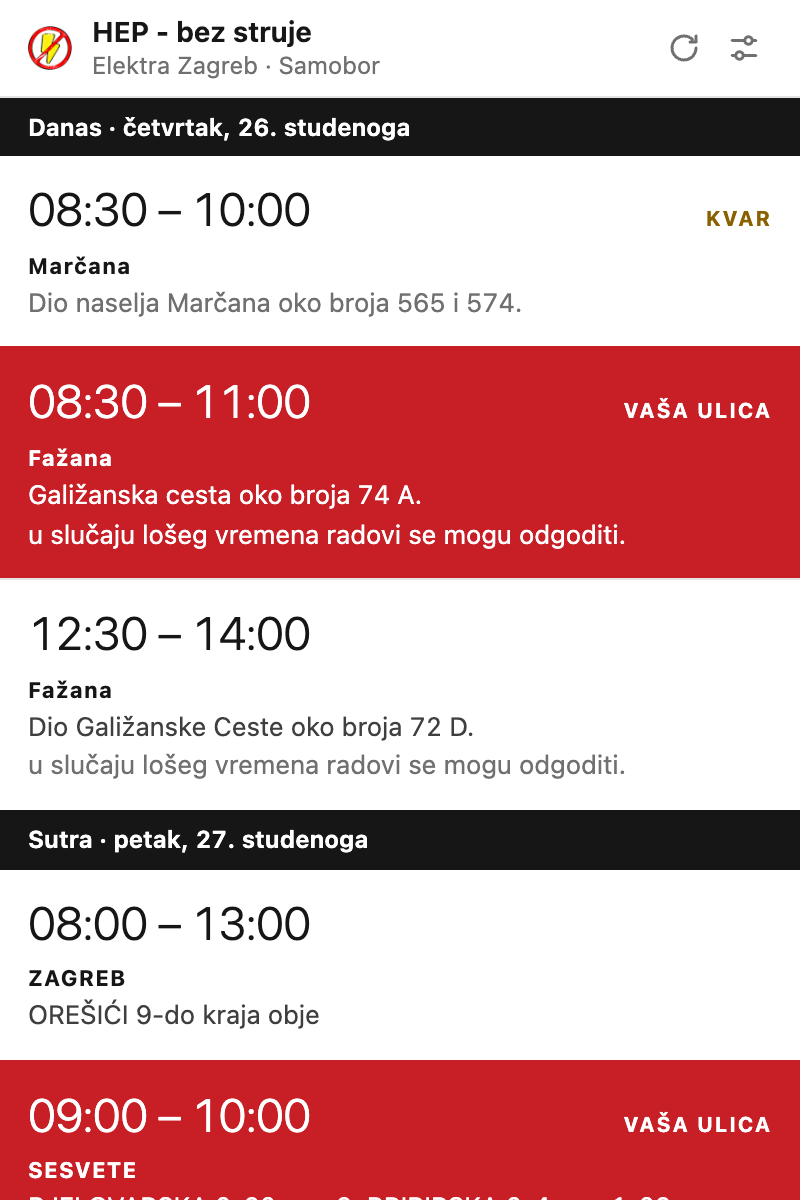 HEP - bez struje
Elektra Zagreb · Samobor
Danas · četvrtak, 26. studenoga
08:30 – 10:00
KVAR
Marčana
Dio naselja Marčana oko broja 565 i 574.
08:30 – 11:00
VAŠA ULICA
Fažana
Galižanska cesta oko broja 74 A.
u slučaju lošeg vremena radovi se mogu odgoditi.
12:30 – 14:00
Fažana
Dio Galižanske Ceste oko broja 72 D.
u slučaju lošeg vremena radovi se mogu odgoditi.
Sutra · petak, 27. studenoga
08:00 – 13:00
ZAGREB
OREŠIĆI 9-do kraja obje
09:00 – 10:00
VAŠA ULICA
SESVETE